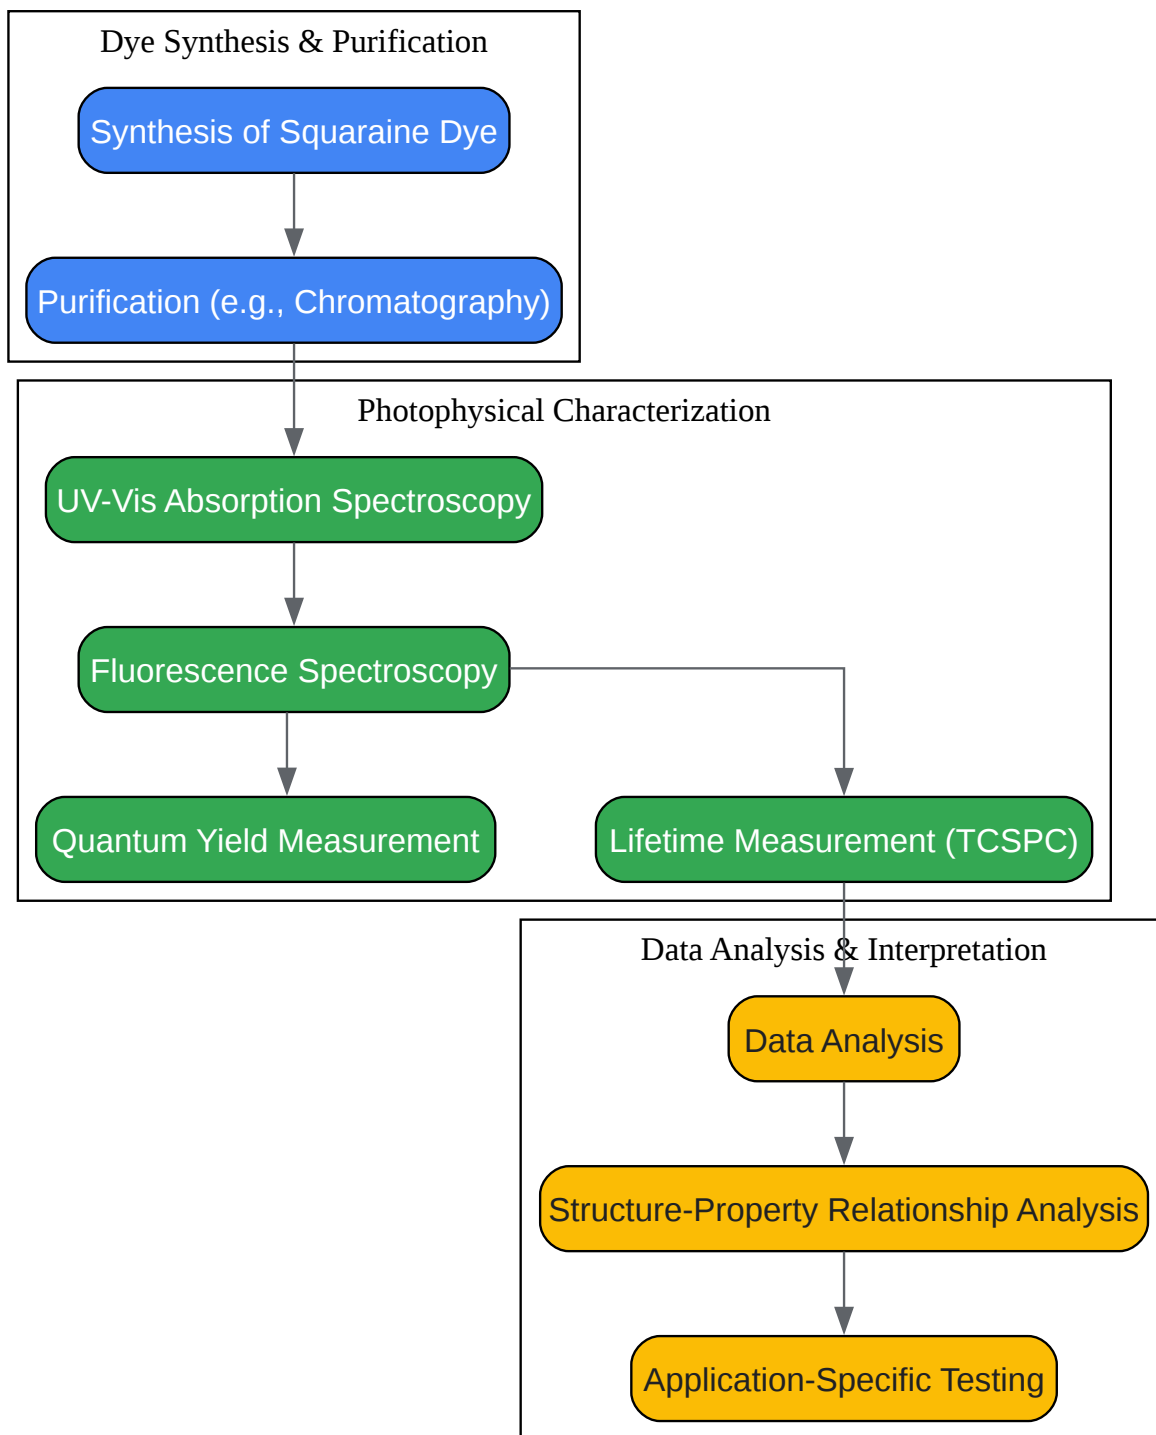 Dye Synthesis & Purification
Synthesis of Squaraine Dye
Purification (e.g., Chromatography)
Photophysical Characterization
UV-Vis Absorption Spectroscopy
Fluorescence Spectroscopy
Quantum Yield Measurement
Lifetime Measurement (TCSPC)
Data Analysis & Interpretation
Data Analysis
Structure-Property Relationship Analysis
Application-Specific Testing